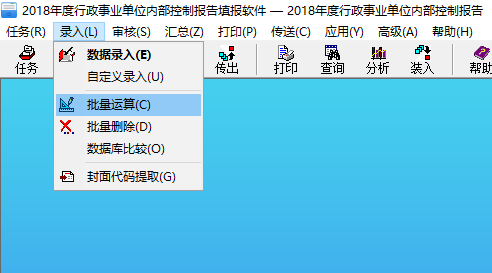 2018年度行政事业单位内部控制报告填报软件 — 2018年度行政事业单位内部控制报告
任务(R) 录入(L) 审核(S) 汇总(Z) 打印(P) 传送(C) 应用(Y) 高级(A) 帮助(H)
任务 传出 打印 查询 分析 装入 帮助
数据录入(E)
自定义录入(U)
批量运算(C)
批量删除(D)
数据库比较(O)
封面代码提取(G)